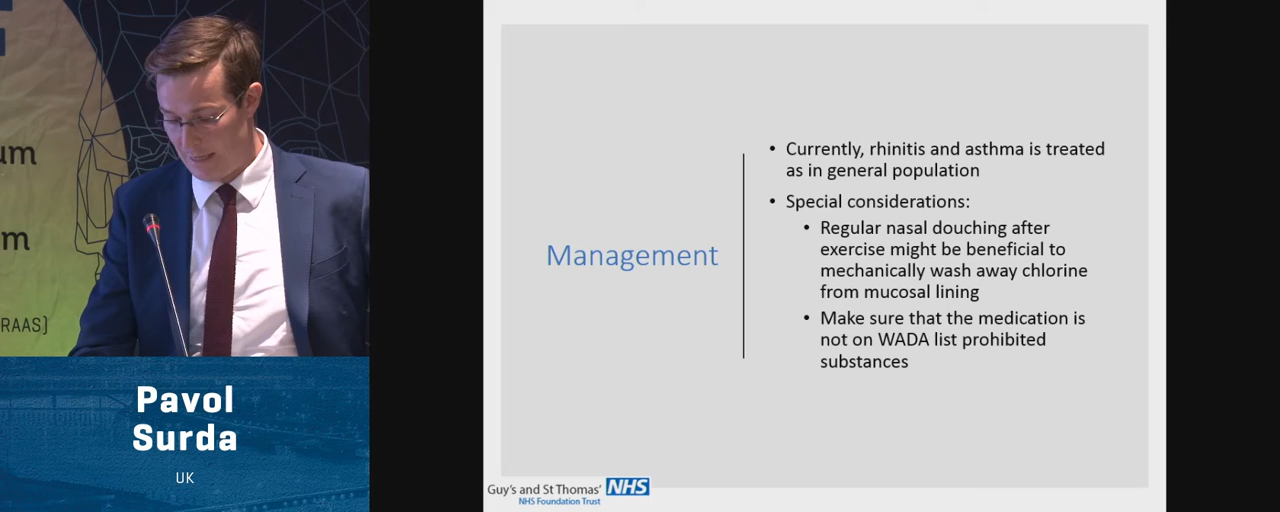 um
m
RAAS)
Pavol
Surda
UK
Management
• Currently, rhinitis and asthma is treated
as in general population
• Special considerations:
• Regular nasal douching after
exercise might be beneficial to
mechanically wash away chlorine
from mucosal lining
• Make sure that the medication is
not on WADA list prohibited
substances
Guy's and St Thomas' NHS
NHS Foundation Trust